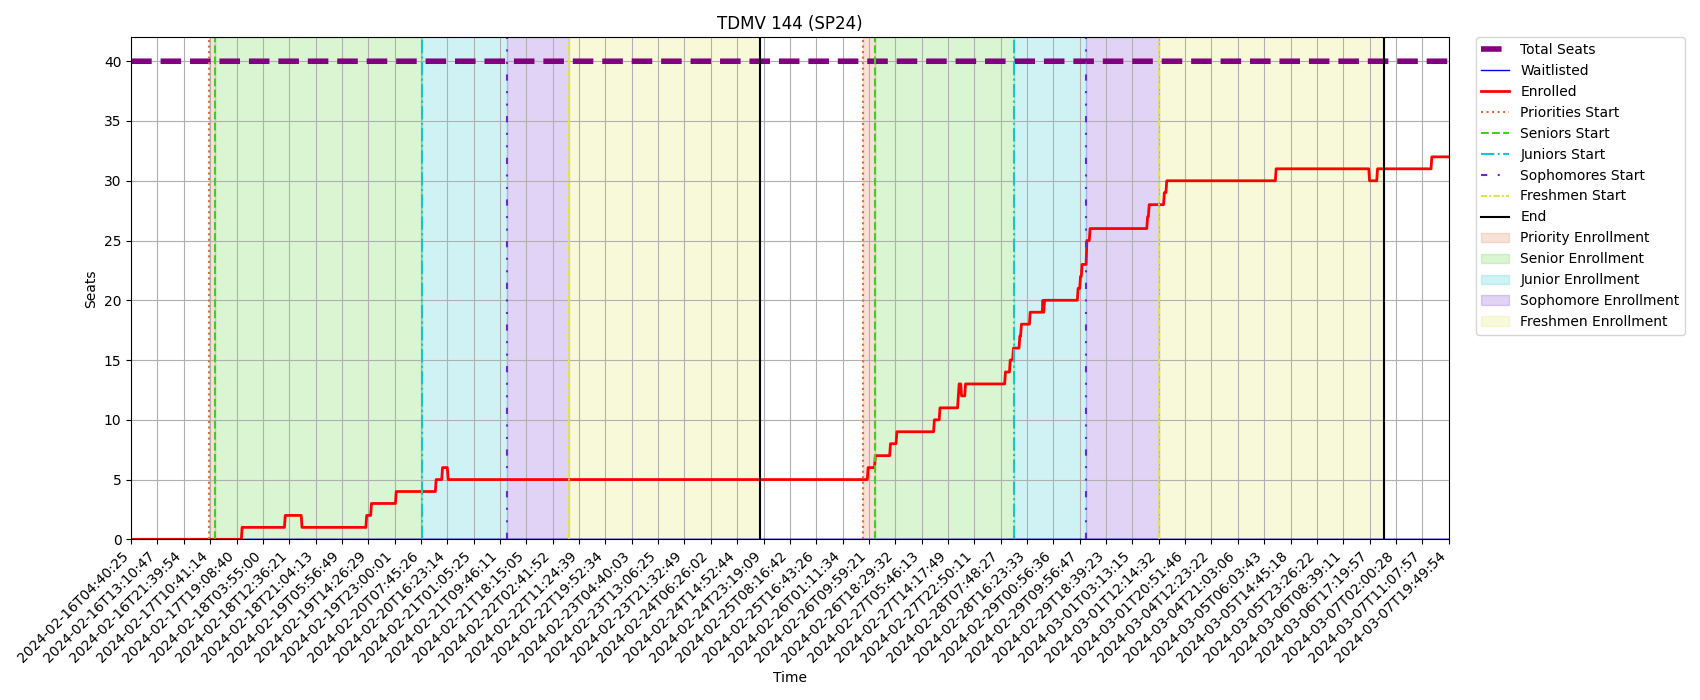 TDMV 144 (SP24)
40
35
30
25
20
15
10
5
0
Seats
2024-02-16T04:40:25
2024-02-16T13:10:47
2024-02-16T21:39:54
2024-02-17T10:41:14
2024-02-17T19:08:40
2024-02-18T03:55:00
2024-02-18T12:36:21
2024-02-18T21:04:13
2024-02-19T05:56:49
2024-02-19T14:26:29
2024-02-19T23:00:01
2024-02-20T07:45:26
2024-02-20T16:23:14
2024-02-21T01:05:25
2024-02-21T09:46:11
2024-02-21T18:15:05
2024-02-22T02:41:52
2024-02-22T11:24:39
2024-02-22T19:52:34
2024-02-23T04:40:03
2024-02-23T13:06:25
2024-02-23T21:32:49
2024-02-24T06:26:02
2024-02-24T14:52:44
2024-02-24T23:19:09
2024-02-25T08:16:42
2024-02-25T16:43:26
2024-02-26T01:11:34
2024-02-26T09:59:21
2024-02-26T18:29:32
2024-02-27T05:46:13
2024-02-27T14:17:49
2024-02-27T22:50:11
2024-02-28T07:48:27
2024-02-28T16:23:33
2024-02-29T00:56:36
2024-02-29T09:56:47
2024-02-29T18:39:23
2024-03-01T03:13:15
2024-03-01T12:14:32
2024-03-01T20:51:46
2024-03-04T12:23:22
2024-03-04T21:03:06
2024-03-05T06:03:43
2024-03-05T14:45:18
2024-03-05T23:26:22
2024-03-06T08:39:11
2024-03-06T17:19:57
2024-03-07T02:00:28
2024-03-07T11:07:57
2024-03-07T19:49:54
Time
Total Seats
Waitlisted
Enrolled
Priorities Start
Seniors Start
Juniors Start
Sophomores Start
Freshmen Start
End
Priority Enrollment
Senior Enrollment
Junior Enrollment
Sophomore Enrollment
Freshmen Enrollment